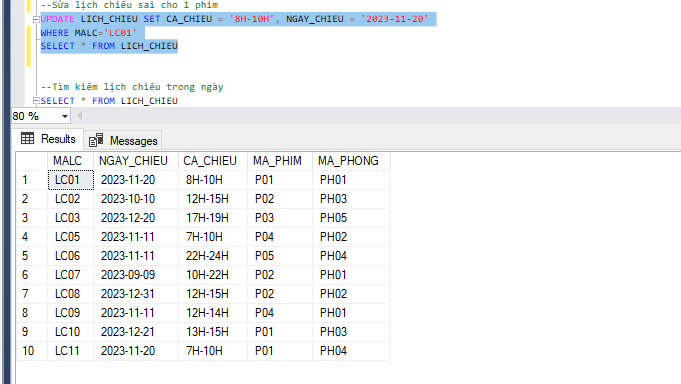 --Sửa lịch chiếu sai cho 1 phim
UPDATE LICH_CHIEU SET CA_CHIEU = '8H-10H', NGAY_CHIEU = '2023-11-20'
WHERE MALC='LC01'
SELECT * FROM LICH_CHIEU
--Tìm kiếm lịch chiếu trong ngày
SELECT * FROM LICH_CHIEU
80 %
Results Messages
MALC NGAY_CHIEU CA_CHIEU MA_PHIM MA_PHONG
1 LC01 2023-11-20 8H-10H P01 PH01
2 LC02 2023-10-10 12H-15H P02 PH03
3 LC03 2023-12-20 17H-19H P03 PH05
4 LC05 2023-11-11 7H-10H P04 PH02
5 LC06 2023-11-11 22H-24H P05 PH04
6 LC07 2023-09-09 10H-22H P02 PH01
7 LC08 2023-12-31 12H-15H P02 PH02
8 LC09 2023-11-11 12H-14H P04 PH01
9 LC10 2023-12-21 13H-15H P01 PH03
10 LC11 2023-11-20 7H-10H P01 PH04